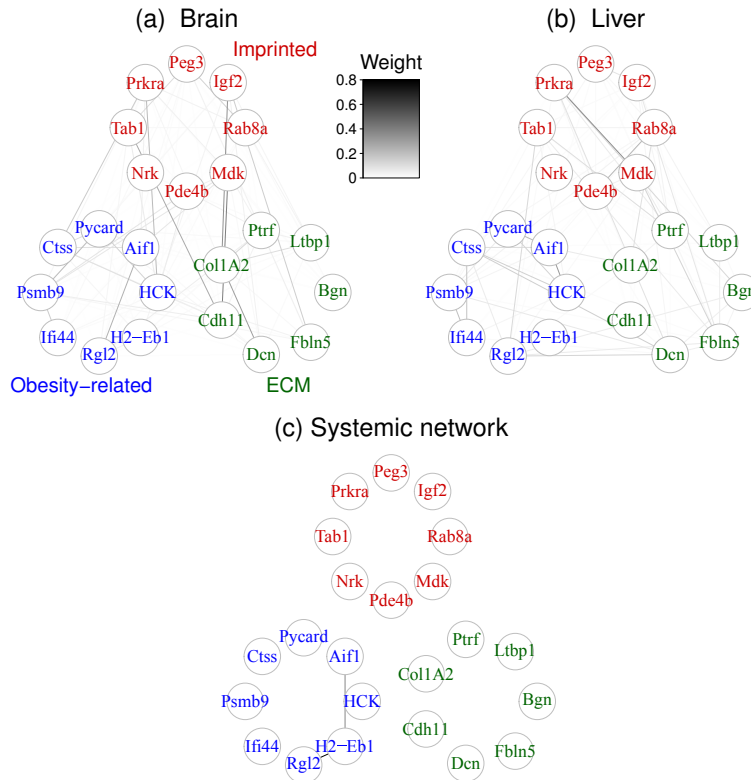 (a) Brain
(b) Liver
Imprinted
Peg3
Prkra
Igf2
Tab1
Rab8a
Nrk
Mdk
Pde4b
Pycard
Ctss
Aif1
Psmb9
HCK
Ifi44
H2−Eb1
Rgl2
Ptrf
Ltbp1
Col1A2
Bgn
Cdh11
Fbln5
Dcn
Obesity−related
ECM
Weight
0.8
0.6
0.4
0.2
0
Peg3
Prkra
Igf2
Tab1
Rab8a
Nrk
Mdk
Pde4b
Pycard
Ctss
Aif1
Psmb9
HCK
Ifi44
H2−Eb1
Rgl2
Ptrf
Ltbp1
Col1A2
Bgn
Cdh11
Fbln5
Dcn
(c) Systemic network
Peg3
Prkra
Igf2
Tab1
Rab8a
Nrk
Mdk
Pde4b
Pycard
Ctss
Aif1
Psmb9
HCK
Ifi44
H2−Eb1
Rgl2
Ptrf
Ltbp1
Col1A2
Bgn
Cdh11
Fbln5
Dcn